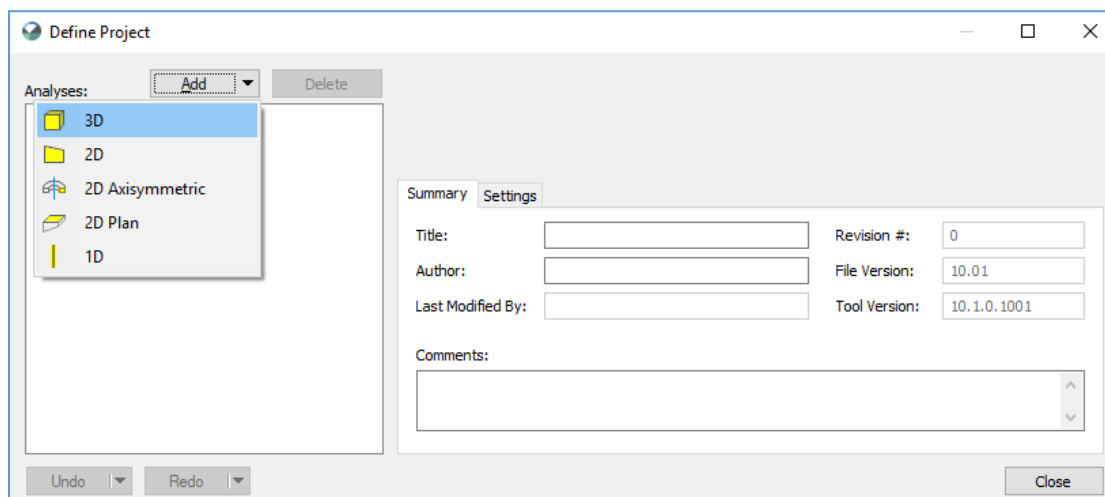 Define Project
Analyses:
Add
Delete
3D
2D
2D Axisymmetric
2D Plan
1D
Summary
Settings
Title:
Revision #:
0
Author:
File Version:
10.01
Last Modified By:
Tool Version:
10.1.0.1001
Comments:
Undo
Redo
Close